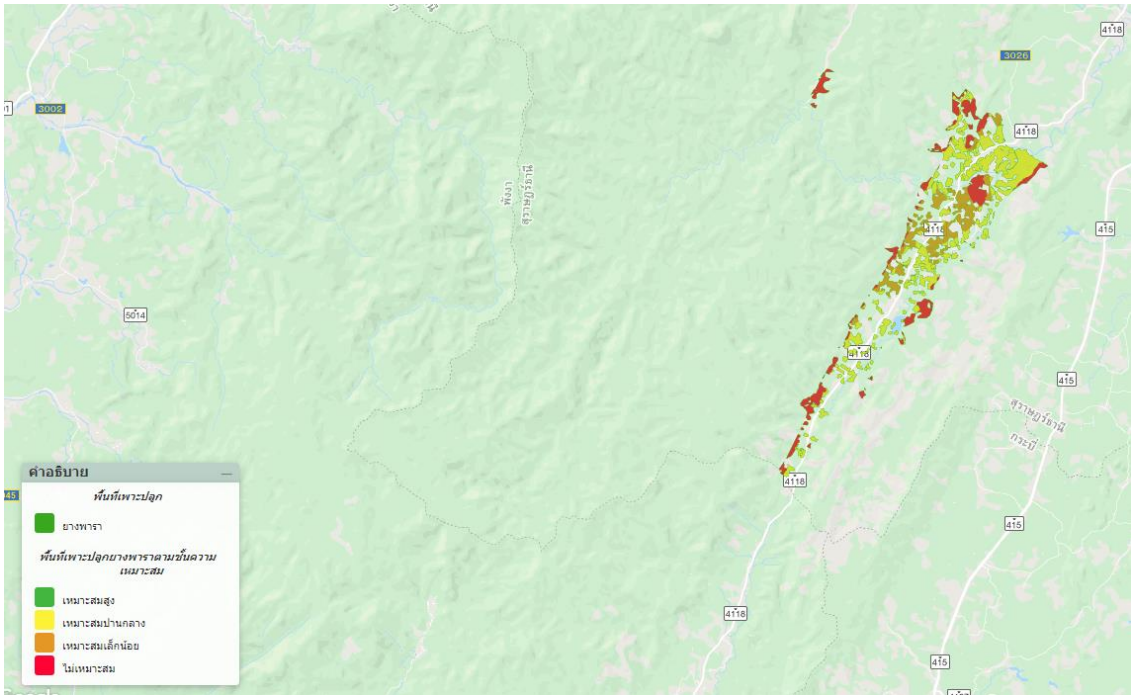 4118
3026
3002
4118
พังงา
สุราษฎร์ธานี
4118
415
5014
4118
415
สุราษฎร์ธานี
กระบี่
คำอธิบาย
พื้นที่เพาะปลูก
ยางพารา
พื้นที่เพาะปลูกยางพาราตามชั้นความ
เหมาะสม
เหมาะสมสูง
เหมาะสมปานกลาง
เหมาะสมเล็กน้อย
ไม่เหมาะสม
4118
415
4118
415